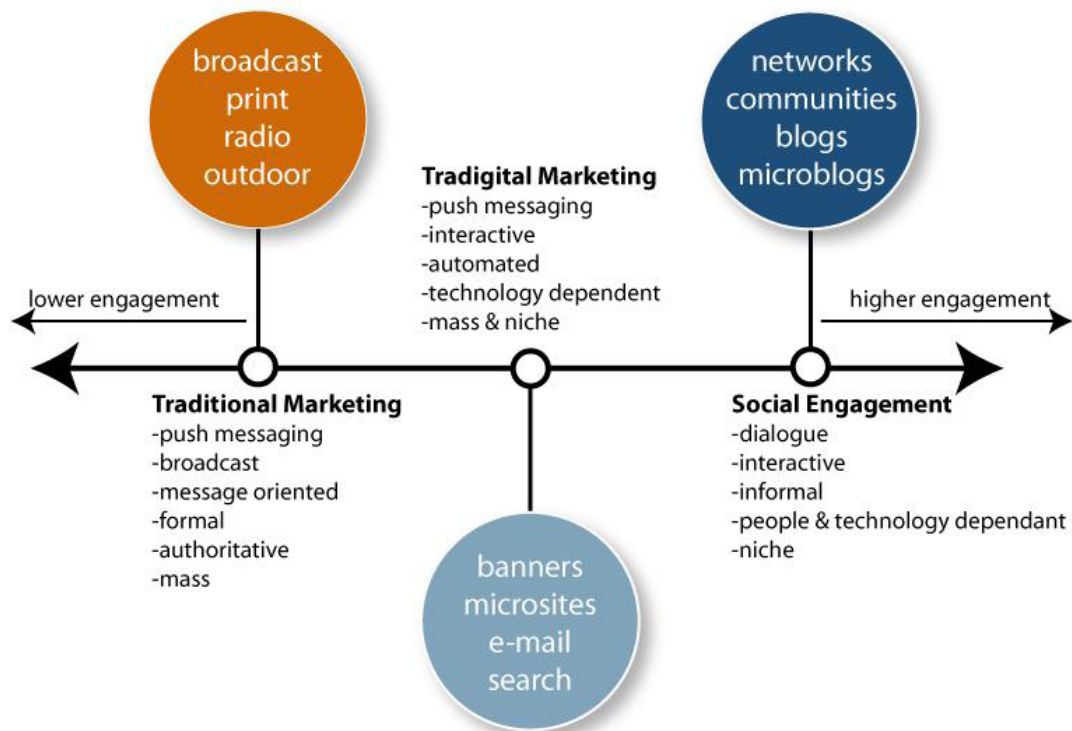 broadcast
print
radio
outdoor
networks
communities
blogs
microblogs
Tradigital Marketing
-push messaging
-interactive
-automated
-technology dependent
-mass & niche
lower engagement
higher engagement
Traditional Marketing
-push messaging
-broadcast
-message oriented
-formal
-authoritative
-mass
Social Engagement
-dialogue
-interactive
-informal
-people & technology dependant
-niche
banners
microsites
e-mail
search